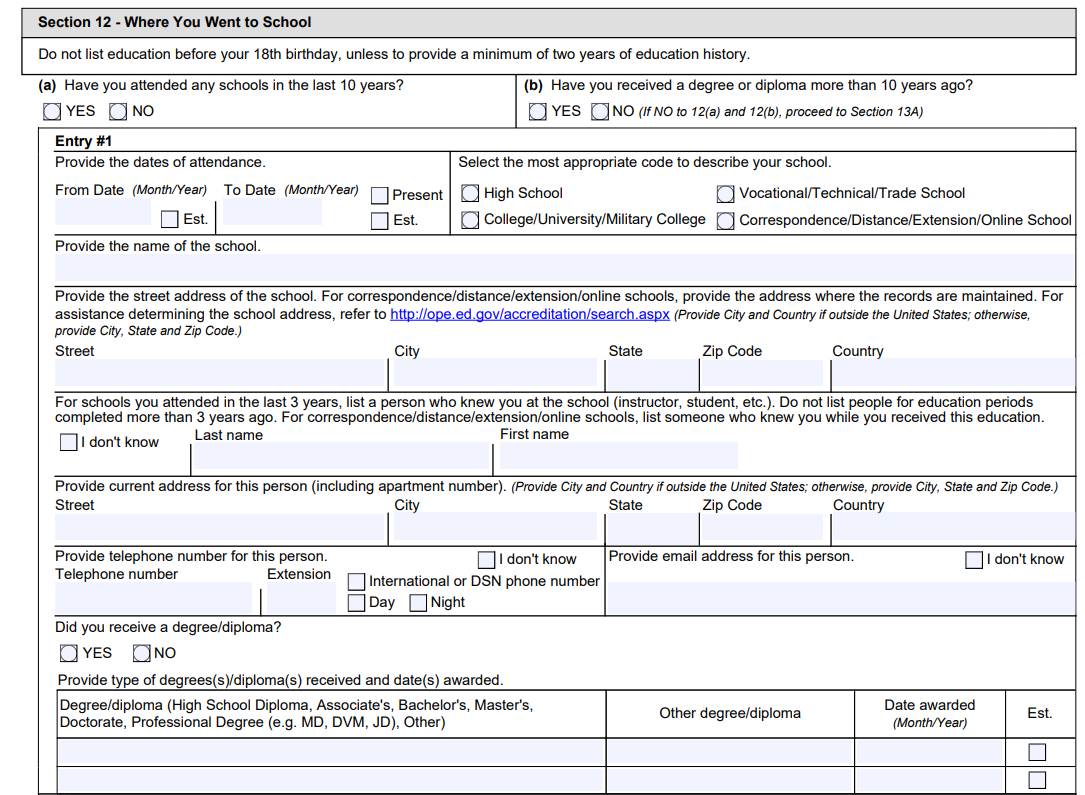 Section 12 - Where You Went to School
Do not list education before your 18th birthday, unless to provide a minimum of two years of education history.
(a) Have you attended any schools in the last 10 years?
YES NO
(b) Have you received a degree or diploma more than 10 years ago?
YES NO (If NO to 12(a) and 12(b), proceed to Section 13A)
Entry #1
Provide the dates of attendance.
From Date (Month/Year) To Date (Month/Year) Present
Est. Est.
Select the most appropriate code to describe your school.
High School Vocational/Technical/Trade School
College/University/Military College Correspondence/Distance/Extension/Online School
Provide the name of the school.
Provide the street address of the school. For correspondence/distance/extension/online schools, provide the address where the records are maintained. For
assistance determining the school address, refer to http://ope.ed.gov/accreditation/search.aspx (Provide City and Country if outside the United States; otherwise,
provide City, State and Zip Code.)
Street City State Zip Code Country
For schools you attended in the last 3 years, list a person who knew you at the school (instructor, student, etc.). Do not list people for education periods
completed more than 3 years ago. For correspondence/distance/extension/online schools, list someone who knew you while you received this education.
I don't know Last name First name
Provide current address for this person (including apartment number). (Provide City and Country if outside the United States; otherwise, provide City, State and Zip Code.)
Street City State Zip Code Country
Provide telephone number for this person. I don't know
Telephone number Extension International or DSN phone number
Day Night
Provide email address for this person. I don't know
Did you receive a degree/diploma?
YES NO
Provide type of degrees(s)/diploma(s) received and date(s) awarded.
Degree/diploma (High School Diploma, Associate's, Bachelor's, Master's,
Doctorate, Professional Degree (e.g. MD, DVM, JD), Other)
Other degree/diploma
Date awarded
(Month/Year)
Est.